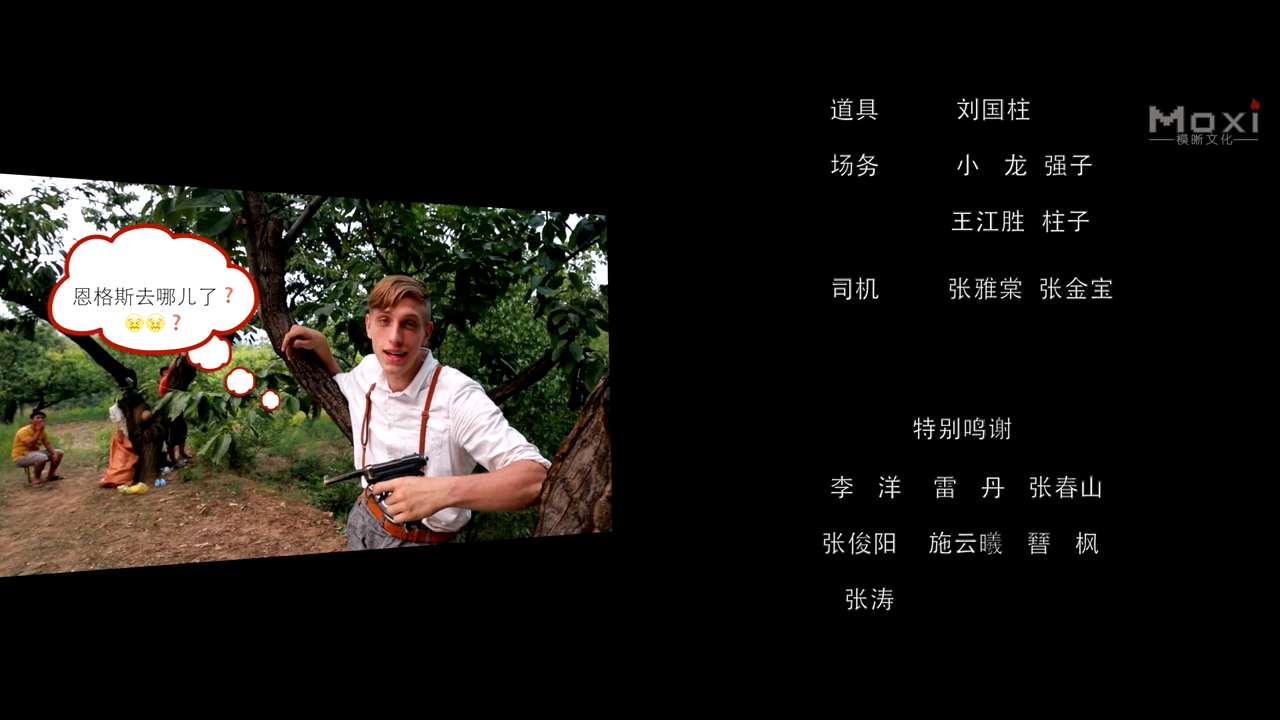 恩格斯去哪儿了❓
😖😖❓
道具 刘国柱
场务 小 龙 强子
王江胜 柱子
司机 张雅棠 张金宝
特别鸣谢
李 洋 雷 丹 张春山
张俊阳 施云曦 簪 枫
张涛
Moxi
模晰文化